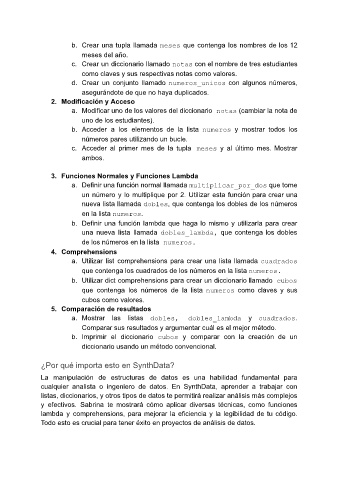 b. Crear una tupla llamada meses que contenga los nombres de los 12
meses del año.
c. Crear un diccionario llamado notas con el nombre de tres estudiantes
como claves y sus respectivas notas como valores.
d. Crear un conjunto llamado numeros_unicos con algunos números,
asegurándote de que no haya duplicados.
2. Modificación y Acceso
a. Modificar uno de los valores del diccionario notas (cambiar la nota de
uno de los estudiantes).
b. Acceder a los elementos de la lista numeros y mostrar todos los
números pares utilizando un bucle.
c. Acceder al primer mes de la tupla meses y al último mes. Mostrar
ambos.
3. Funciones Normales y Funciones Lambda
a. Definir una función normal llamada multiplicar_por_dos que tome
un número y lo multiplique por 2. Utilizar esta función para crear una
nueva lista llamada dobles, que contenga los dobles de los números
en la lista numeros.
b. Definir una función lambda que haga lo mismo y utilizarla para crear
una nueva lista llamada dobles_lambda, que contenga los dobles
de los números en la lista numeros.
4. Comprehensions
a. Utilizar list comprehensions para crear una lista llamada cuadrados
que contenga los cuadrados de los números en la lista numeros.
b. Utilizar dict comprehensions para crear un diccionario llamado cubos
que contenga los números de la lista numeros como claves y sus
cubos como valores.
5. Comparación de resultados
a. Mostrar las listas dobles, dobles_lambda y cuadrados.
Comparar sus resultados y argumentar cuál es el mejor método.
b. Imprimir el diccionario cubos y comparar con la creación de un
diccionario usando un método convencional.
¿Por qué importa esto en SynthData?
La manipulación de estructuras de datos es una habilidad fundamental para
cualquier analista o ingeniero de datos. En SynthData, aprender a trabajar con
listas, diccionarios, y otros tipos de datos te permitirá realizar análisis más complejos
y efectivos. Sabrina te mostrará cómo aplicar diversas técnicas, como funciones
lambda y comprehensions, para mejorar la eficiencia y la legibilidad de tu código.
Todo esto es crucial para tener éxito en proyectos de análisis de datos.